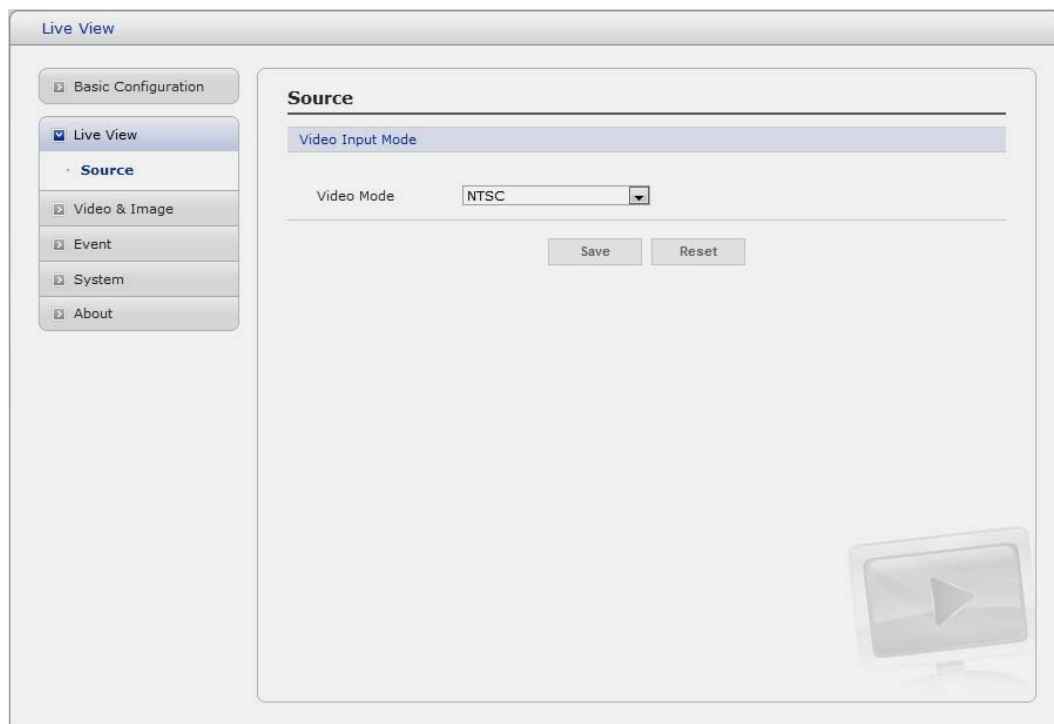 Live View
Basic Configuration
Live View
· Source
Video & Image
Event
System
About
Source
Video Input Mode
Video Mode NTSC
Save Reset